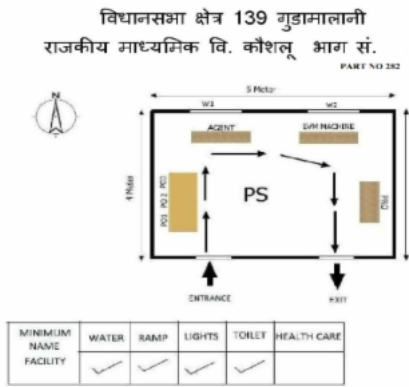 विधानसभा क्षेत्र 139 गुडामालानी
राजकीय माध्यमिक वि. कौशलू भाग सं.
PART NO 282
N
5 Meter
W1 W2
AGENT EVM MACHINE
4 Meter
PO1 PO2 PO3
PS
PRO
ENTRANCE EXIT
MINIMUM NAME FACILITY WATER RAMP LIGHTS TOILET HEALTH CARE